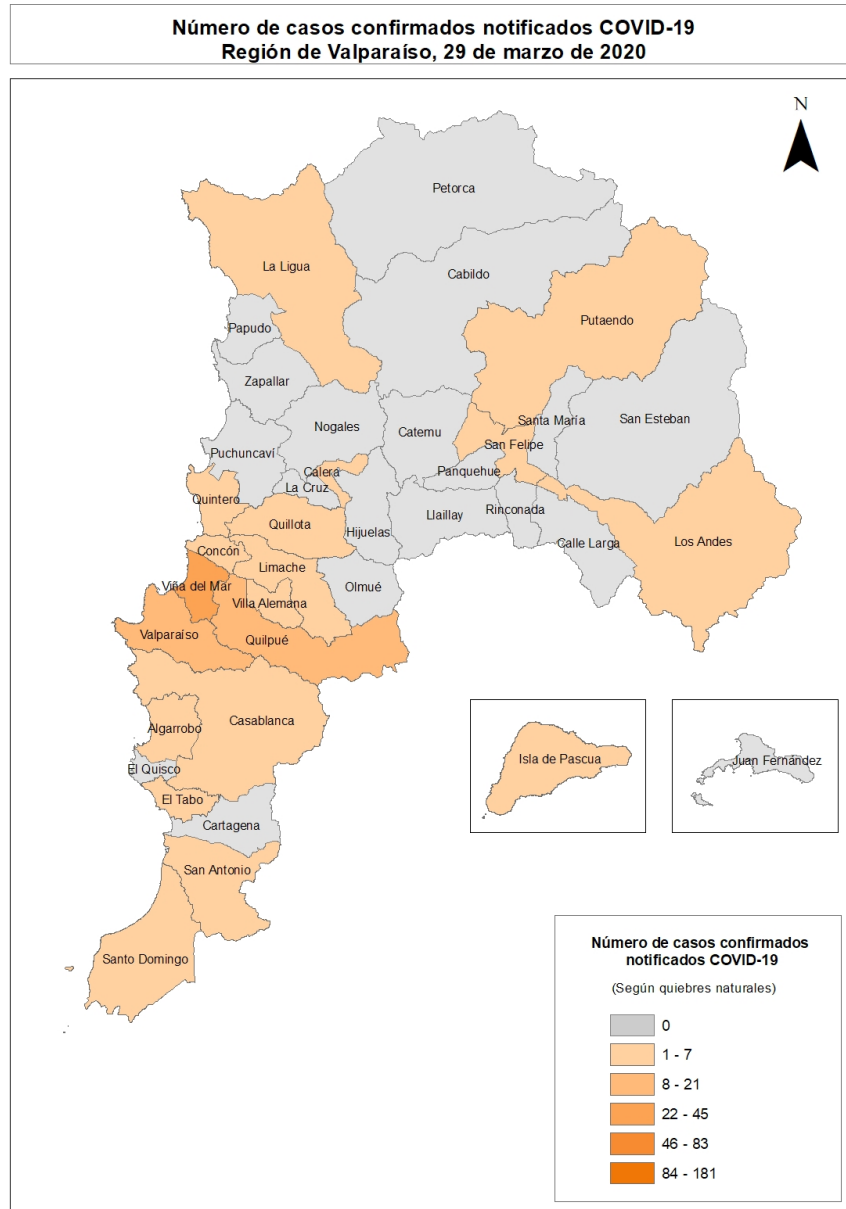 Número de casos confirmados notificados COVID-19
Región de Valparaíso, 29 de marzo de 2020
N
Petorca
La Ligua
Cabildo
Putaendo
Papudo
Zapallar
Santa María
San Esteban
Nogales
Catemu
San Felipe
Puchuncaví
Calera
Panquehue
La Cruz
Quintero
Rinconada
Llaillay
Quillota
Hijuelas
Los Andes
Calle Larga
Concón
Limache
Viña del Mar
Olmué
Villa Alemana
Valparaíso
Quilpué
Casablanca
Algarrobo
Isla de Pascua
Juan Fernández
El Quisco
El Tabo
Cartagena
San Antonio
Santo Domingo
Número de casos confirmados
notificados COVID-19
(Según quiebres naturales)
0
1 - 7
8 - 21
22 - 45
46 - 83
84 - 181